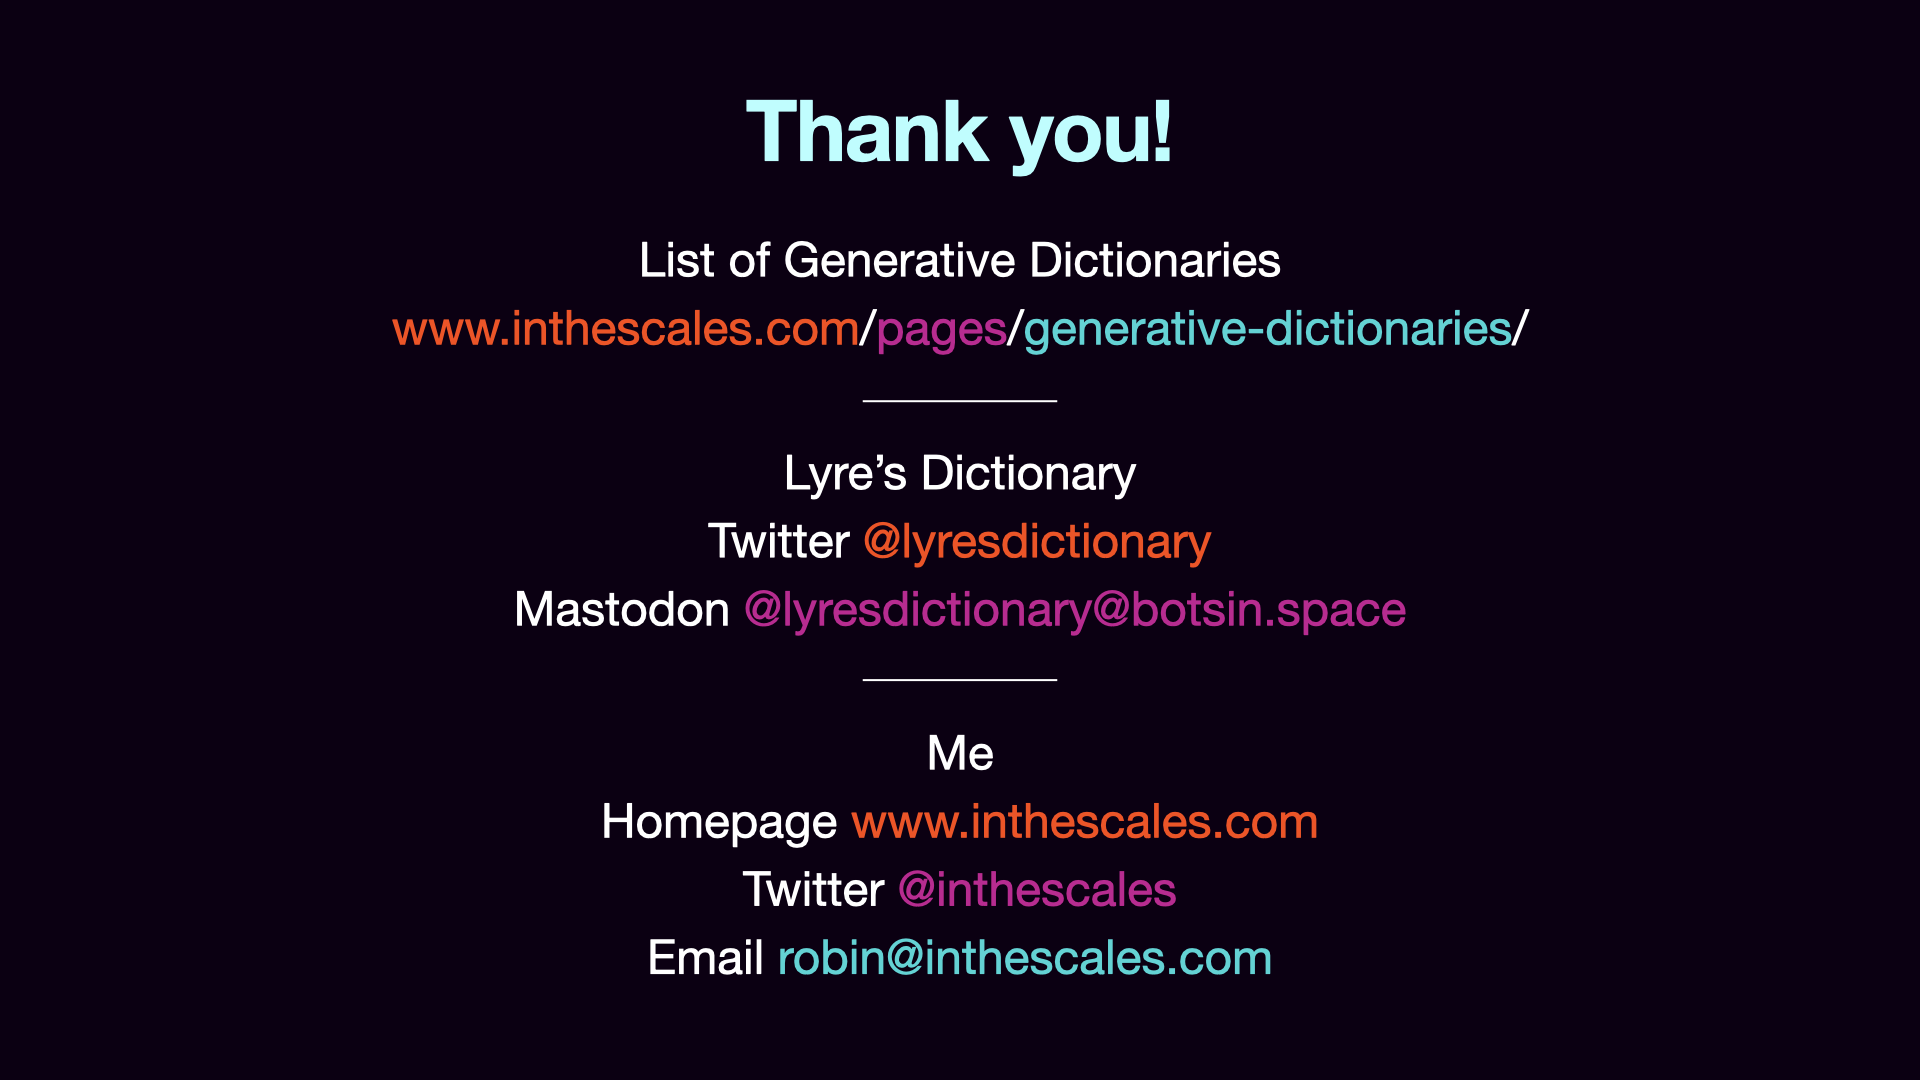 Thank you!
List of Generative Dictionaries
www.inthescales.com/pages/generative-dictionaries/
Lyre’s Dictionary
Twitter @lyresdictionary
Mastodon @lyresdictionary@botsin.space
Me
Homepage www.inthescales.com
Twitter @inthescales
Email robin@inthescales.com